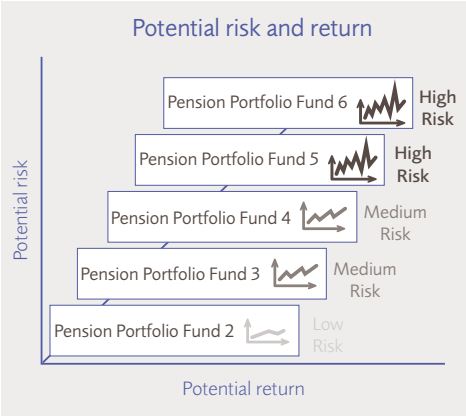 Potential risk and return
Potential risk
Pension Portfolio Fund 6
High
Risk
Pension Portfolio Fund 5
High
Risk
Pension Portfolio Fund 4
Medium
Risk
Pension Portfolio Fund 3
Medium
Risk
Pension Portfolio Fund 2
Low
Risk
Potential return